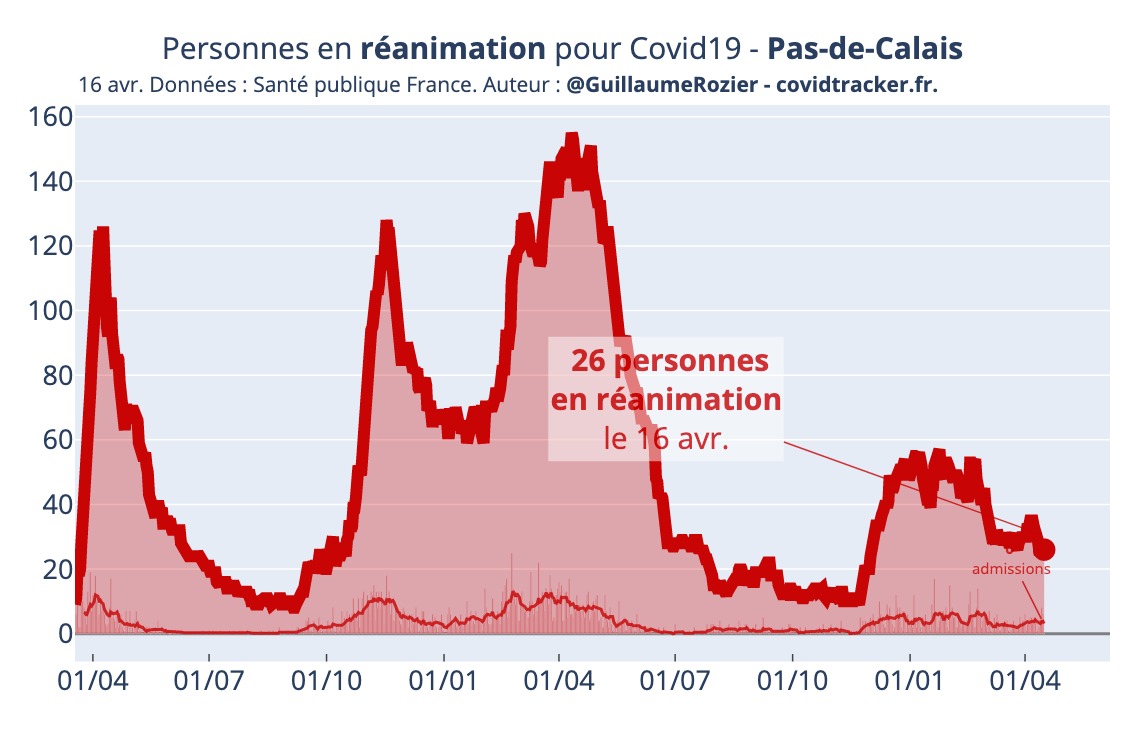 Personnes en réanimation pour Covid19 - Pas-de-Calais
16 avr. Données : Santé publique France. Auteur : @GuillaumeRozier - covidtracker.fr.
160
140
120
100
80
60
40
20
0
26 personnes
en réanimation
le 16 avr.
admissions
01/04 01/07 01/10 01/01 01/04 01/07 01/10 01/01 01/04